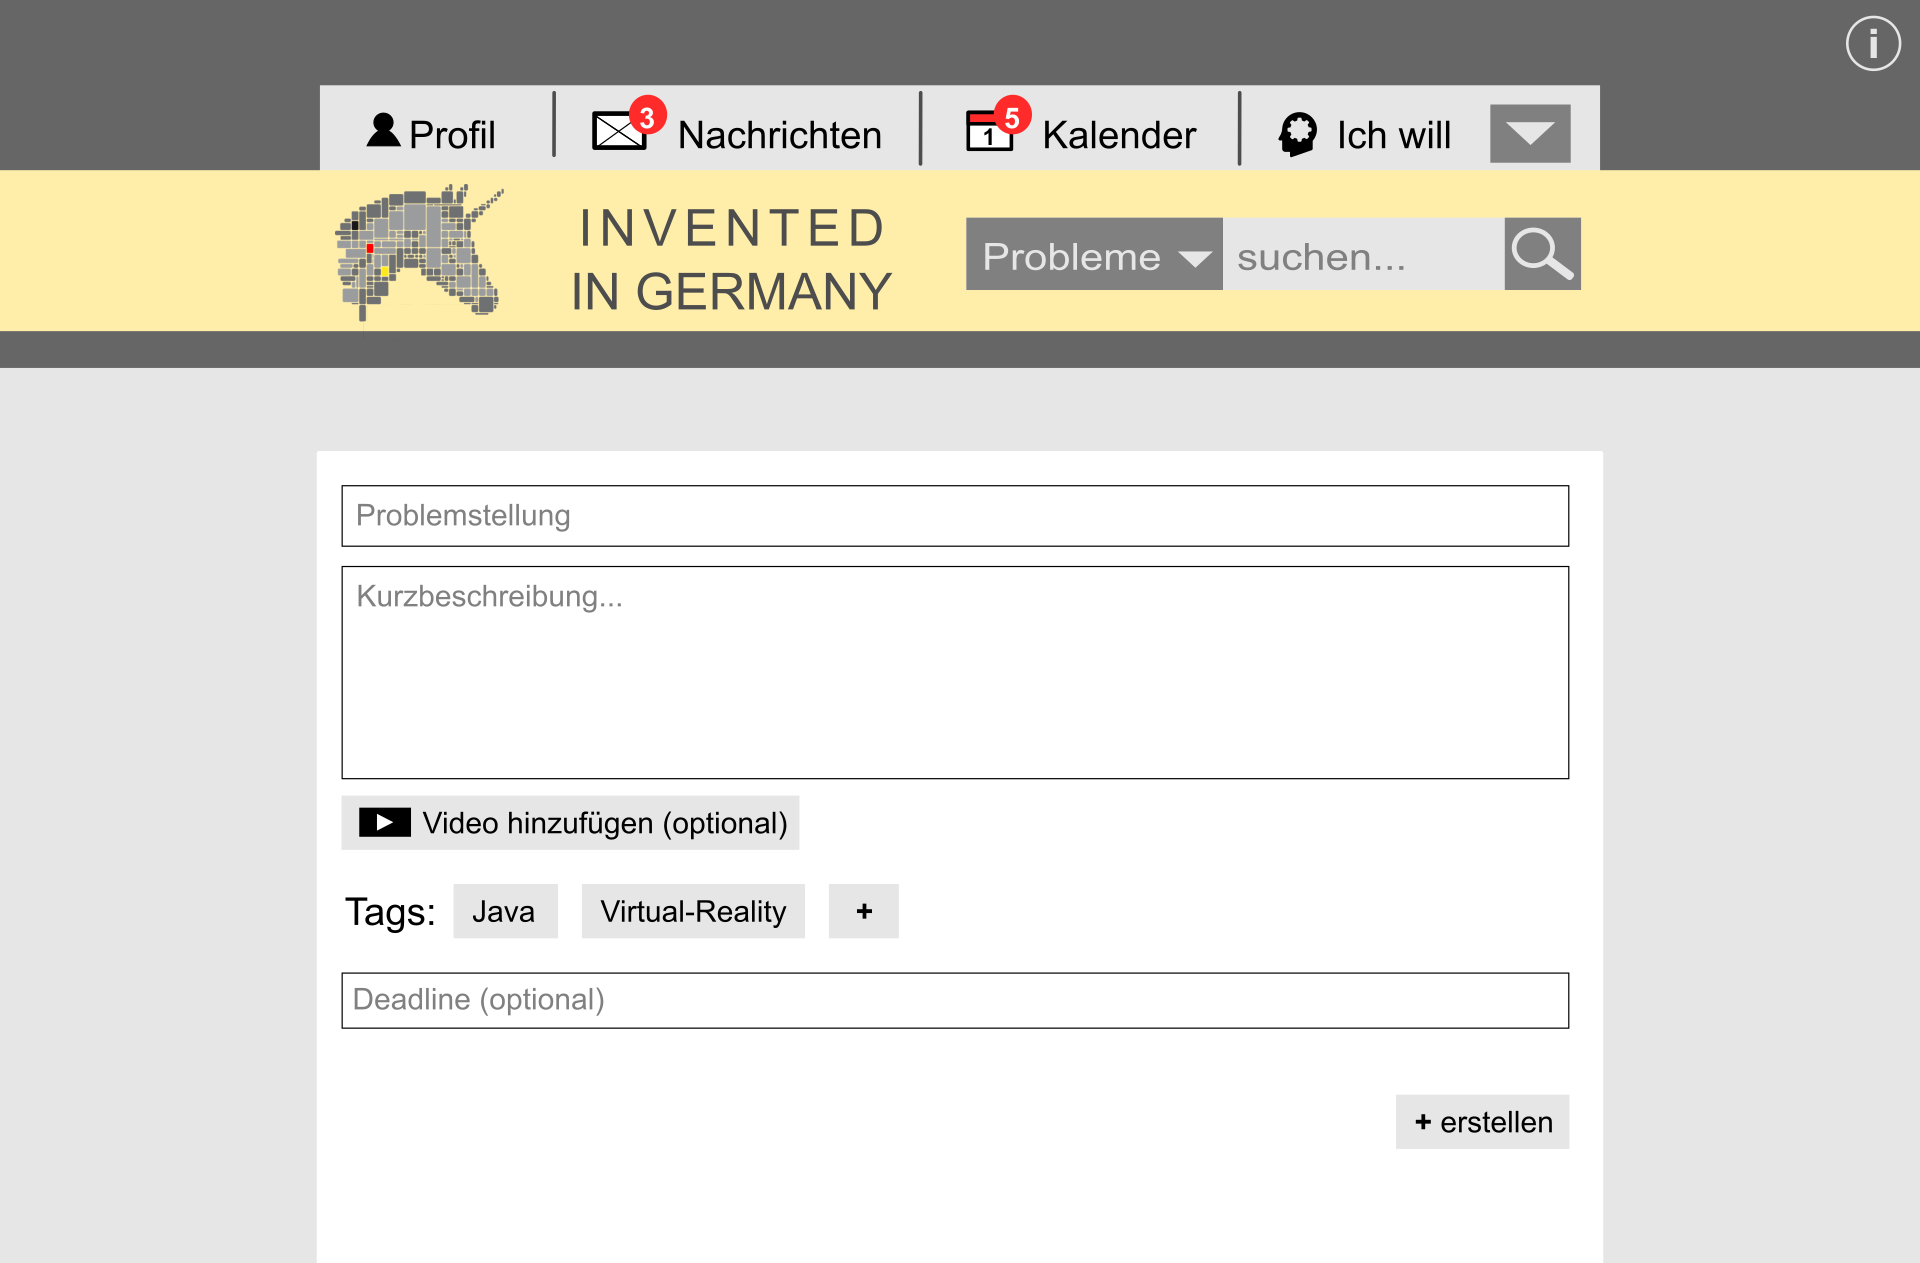 i
Profil
3
Nachrichten
1
5
Kalender
Ich will
INVENTED
IN GERMANY
Probleme
suchen...
Problemstellung
Kurzbeschreibung...
Video hinzufügen (optional)
Tags: Java Virtual-Reality +
Deadline (optional)
+ erstellen